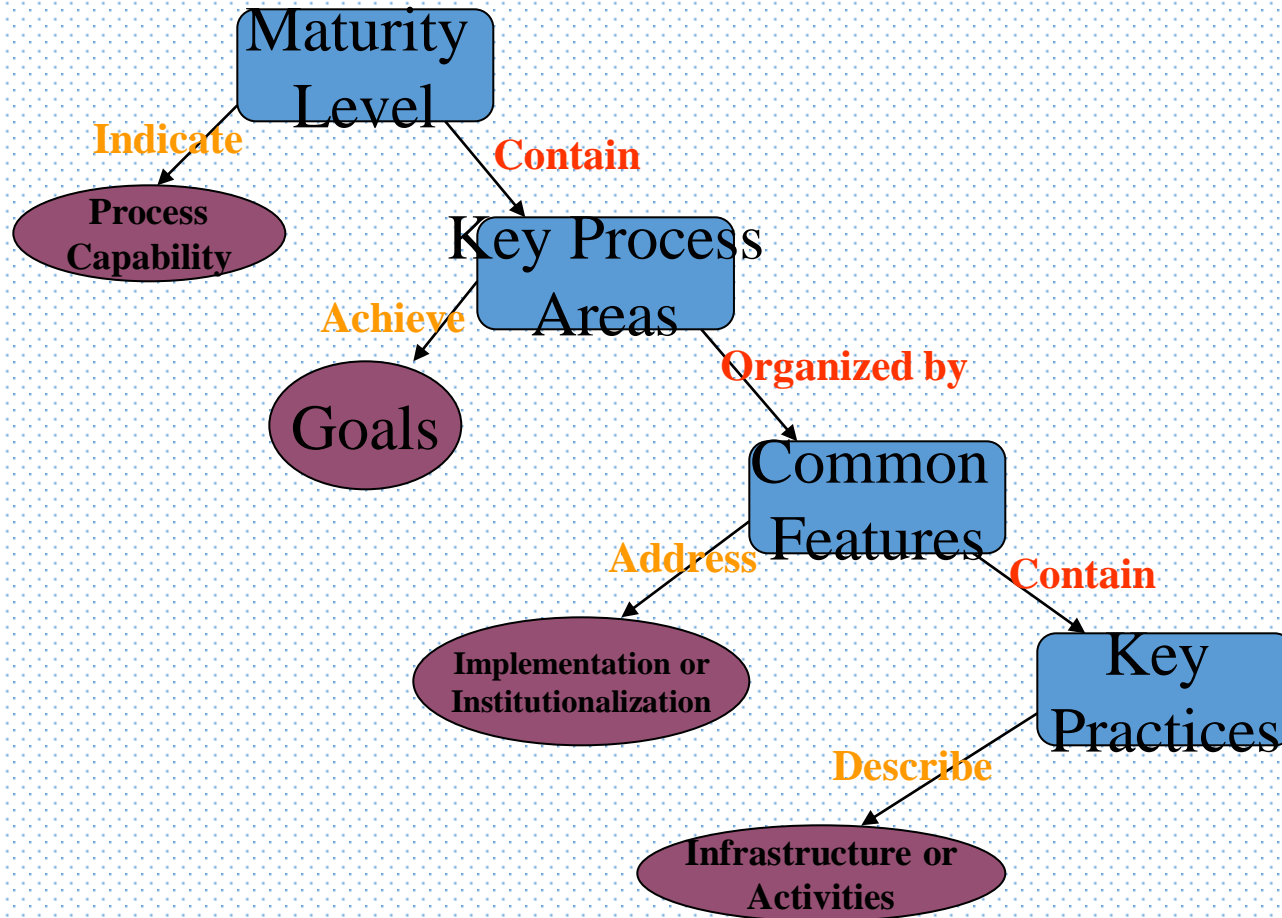 Maturity
Level
Indicate
Contain
Process
Capability
Key Process
Areas
Achieve
Organized by
Goals
Common
Features
Address
Contain
Implementation or
Institutionalization
Key
Practices
Describe
Infrastructure or
Activities